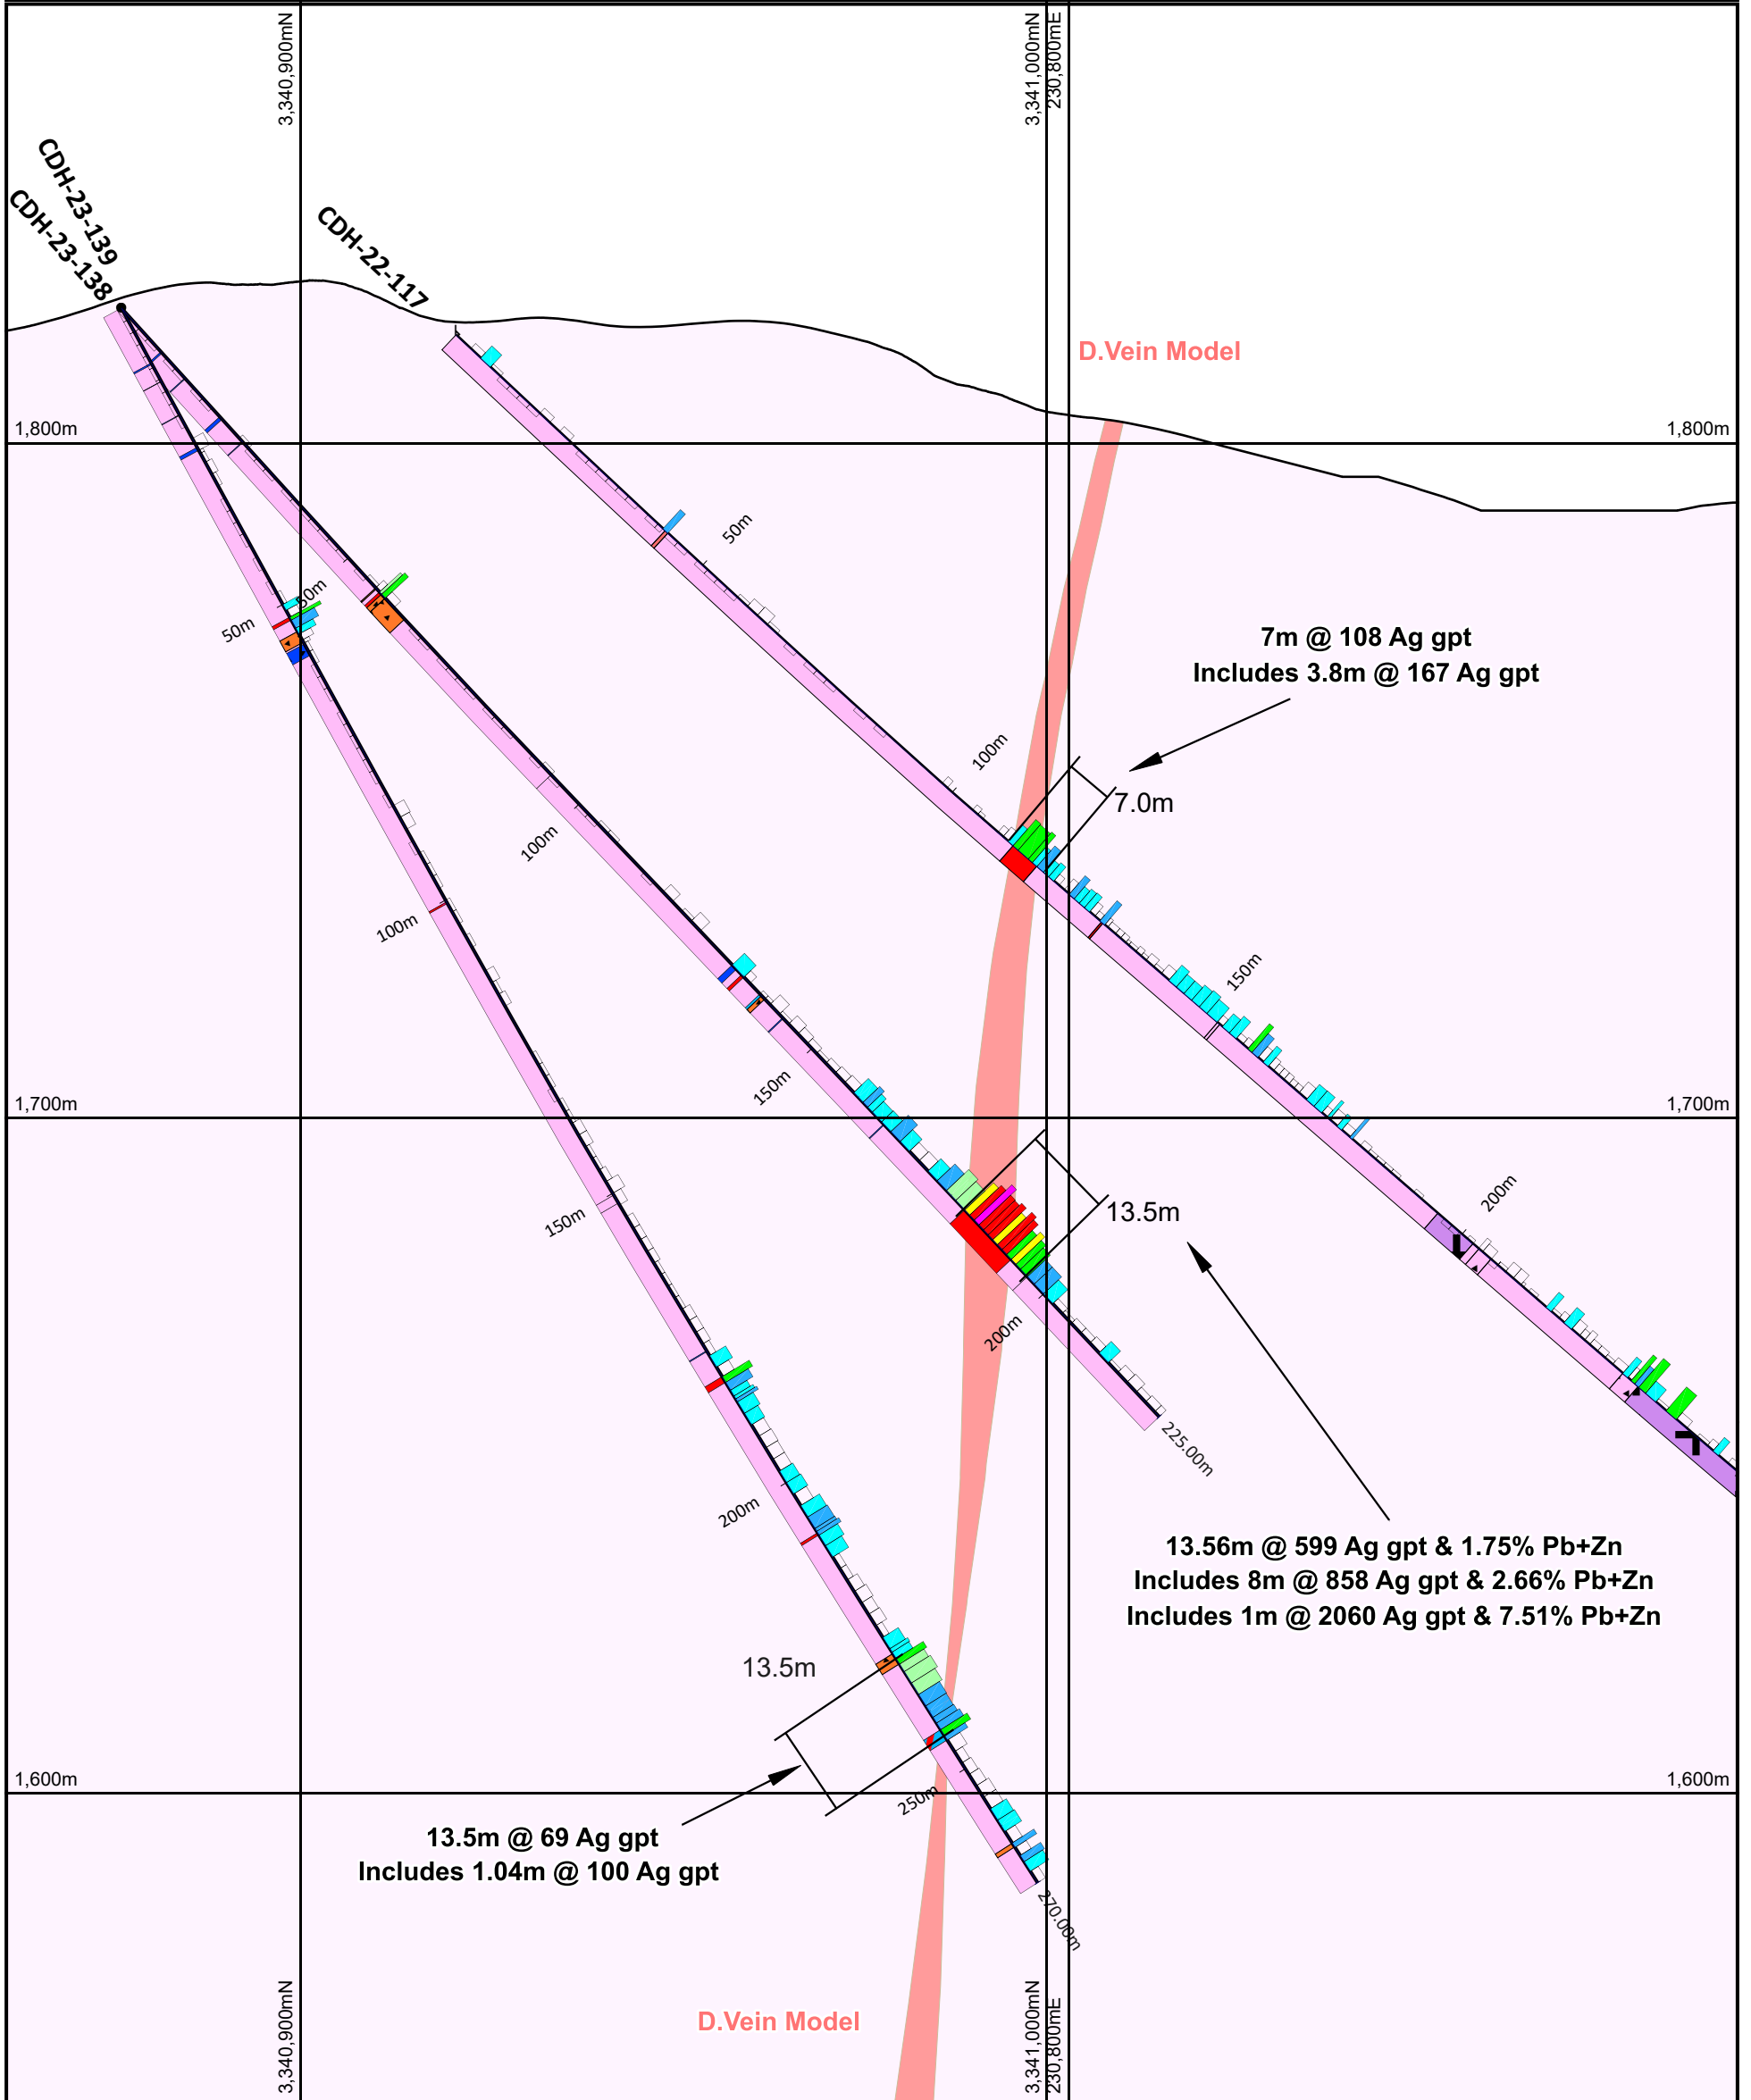 3,340,900mN
3,341,000mN
230,800mE
CDH-23-139
CDH-23-138
CDH-22-117
D.Vein Model
1,800m
1,800m
50m
50m
50m
7m @ 108 Ag gpt
Includes 3.8m @ 167 Ag gpt
100m
7.0m
100m
100m
150m
150m
1,700m
1,700m
200m
150m
13.5m
200m
225.00m
200m
13.56m @ 599 Ag gpt & 1.75% Pb+Zn
Includes 8m @ 858 Ag gpt & 2.66% Pb+Zn
Includes 1m @ 2060 Ag gpt & 7.51% Pb+Zn
13.5m
1,600m
1,600m
250m
13.5m @ 69 Ag gpt
Includes 1.04m @ 100 Ag gpt
270.00m
D.Vein Model
3,340,900mN
3,341,000mN
230,800mE